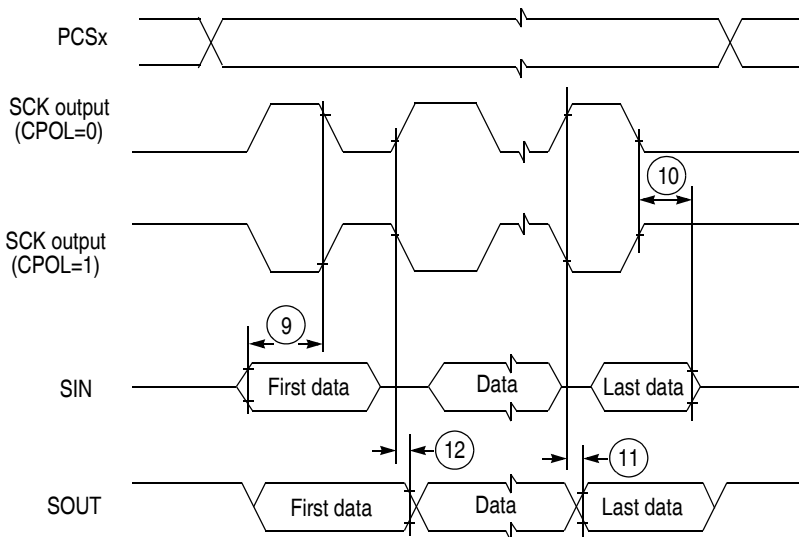 PCSx
SCK output
(CPOL=0)
10
SCK output
(CPOL=1)
9
SIN
First data
Data
Last data
12
11
SOUT
First data
Data
Last data